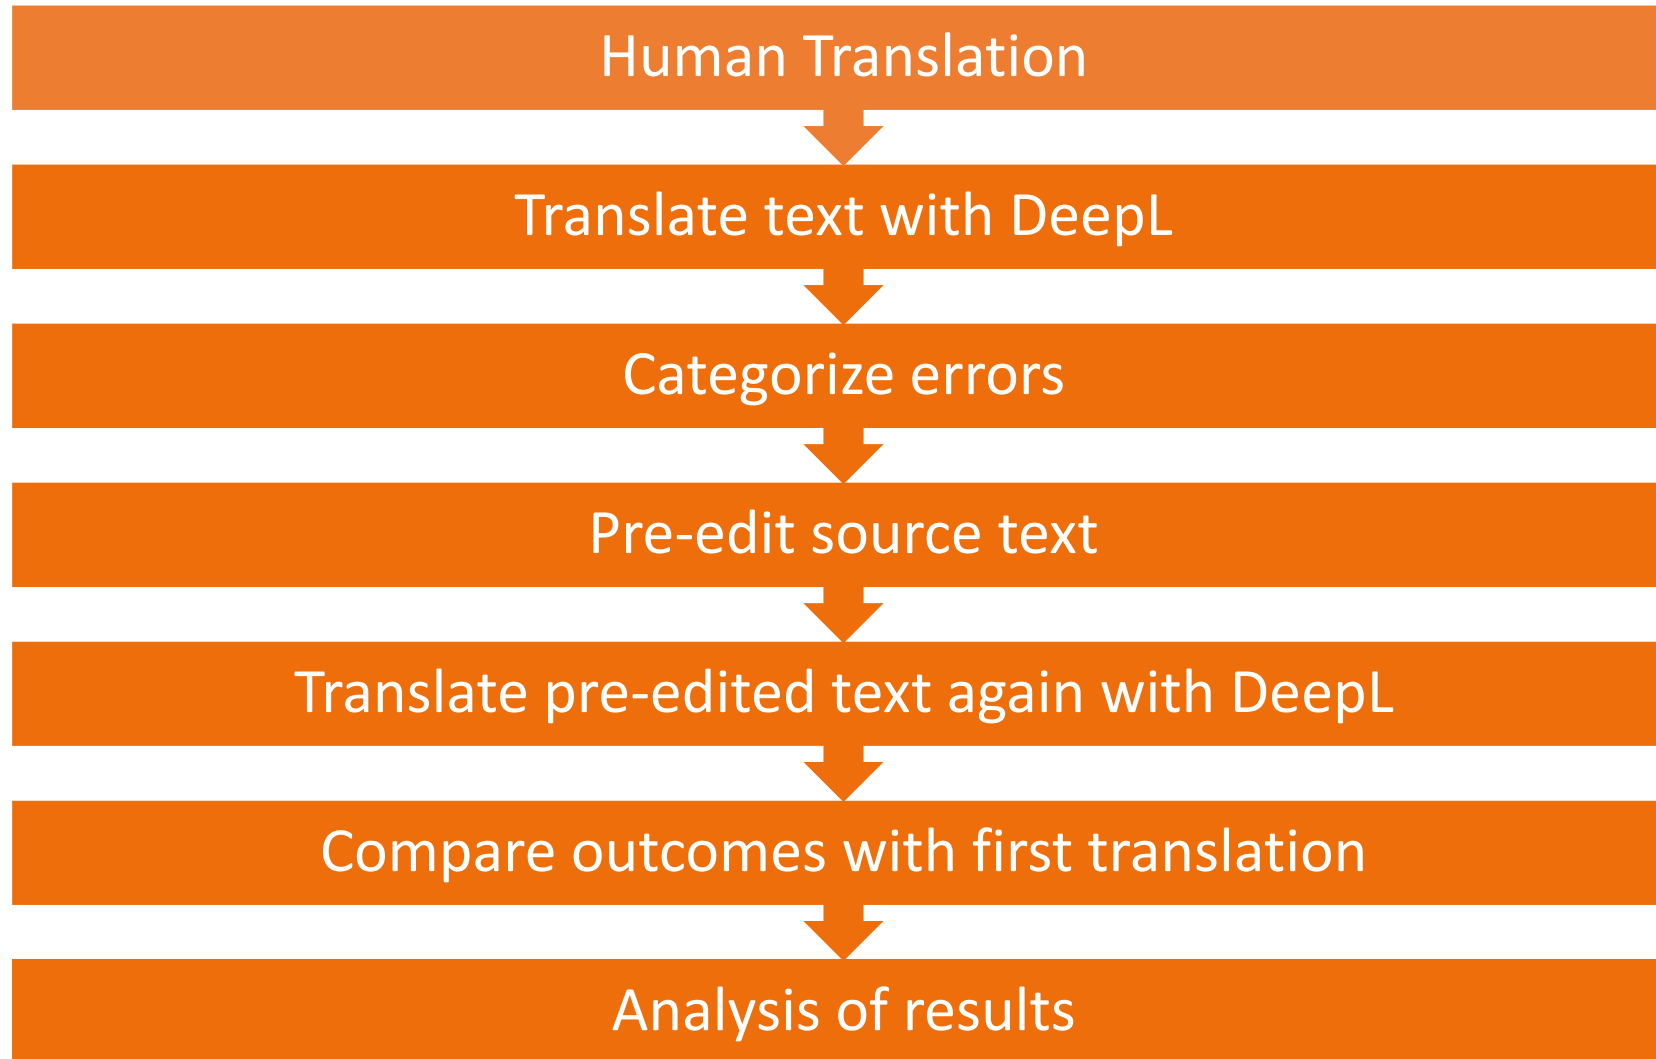 Human Translation
Translate text with DeepL
Categorize errors
Pre-edit source text
Translate pre-edited text again with DeepL
Compare outcomes with first translation
Analysis of results